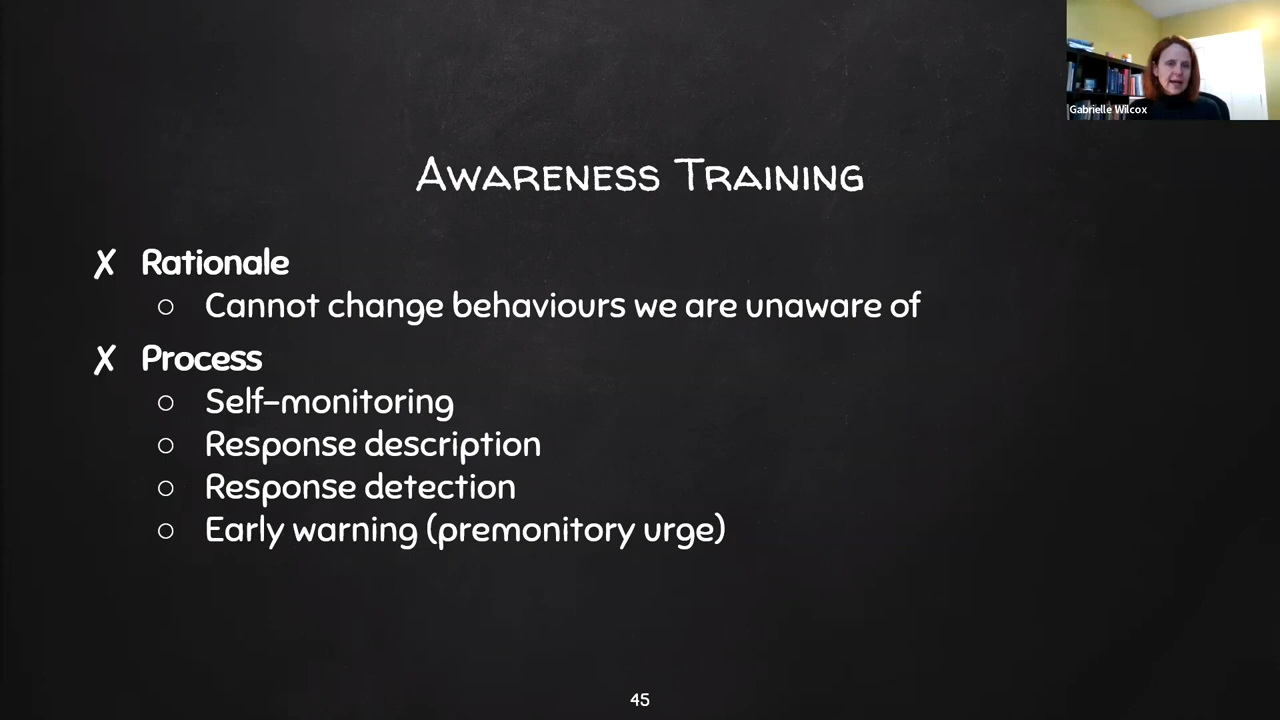 Gabrielle Wilcox
Awareness Training
✗ Rationale
○ Cannot change behaviours we are unaware of
✗ Process
○ Self-monitoring
○ Response description
○ Response detection
○ Early warning (premonitory urge)
45